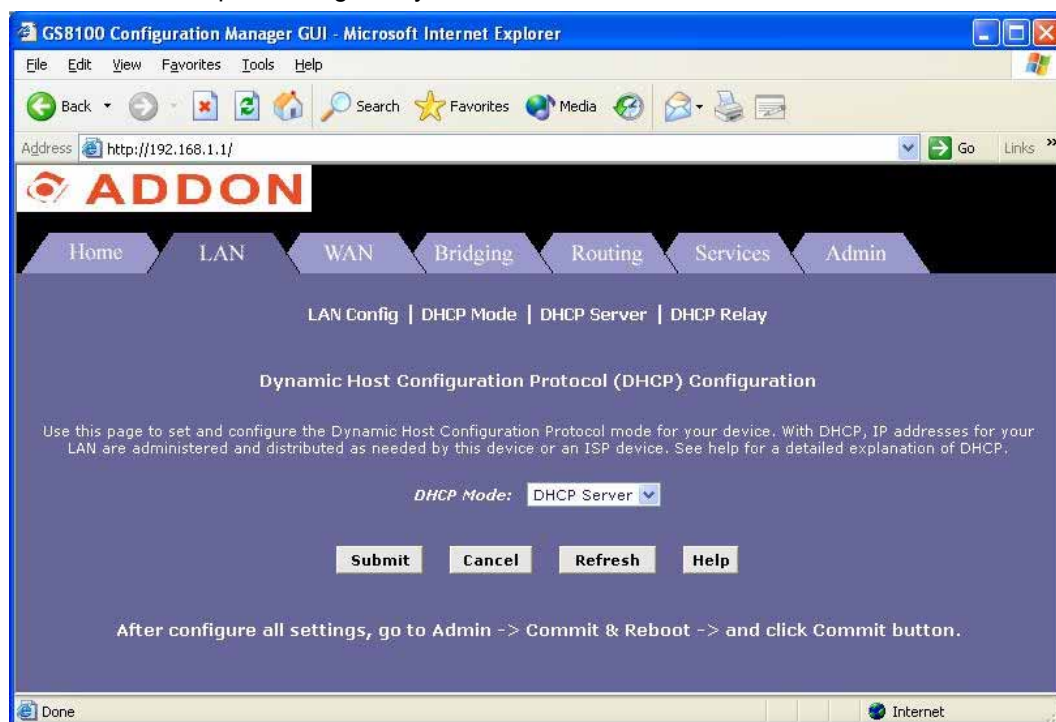 GS8100 Configuration Manager GUI - Microsoft Internet Explorer
File Edit View Favorites Tools Help
Back Search Favorites Media
Address http://192.168.1.1/ Go Links »
ADDON
Home LAN WAN Bridging Routing Services Admin
LAN Config | DHCP Mode | DHCP Server | DHCP Relay
Dynamic Host Configuration Protocol (DHCP) Configuration
Use this page to set and configure the Dynamic Host Configuration Protocol mode for your device. With DHCP, IP addresses for your
LAN are administered and distributed as needed by this device or an ISP device. See help for a detailed explanation of DHCP.
DHCP Mode: DHCP Server
Submit Cancel Refresh Help
After configure all settings, go to Admin -> Commit & Reboot -> and click Commit button.
Done Internet